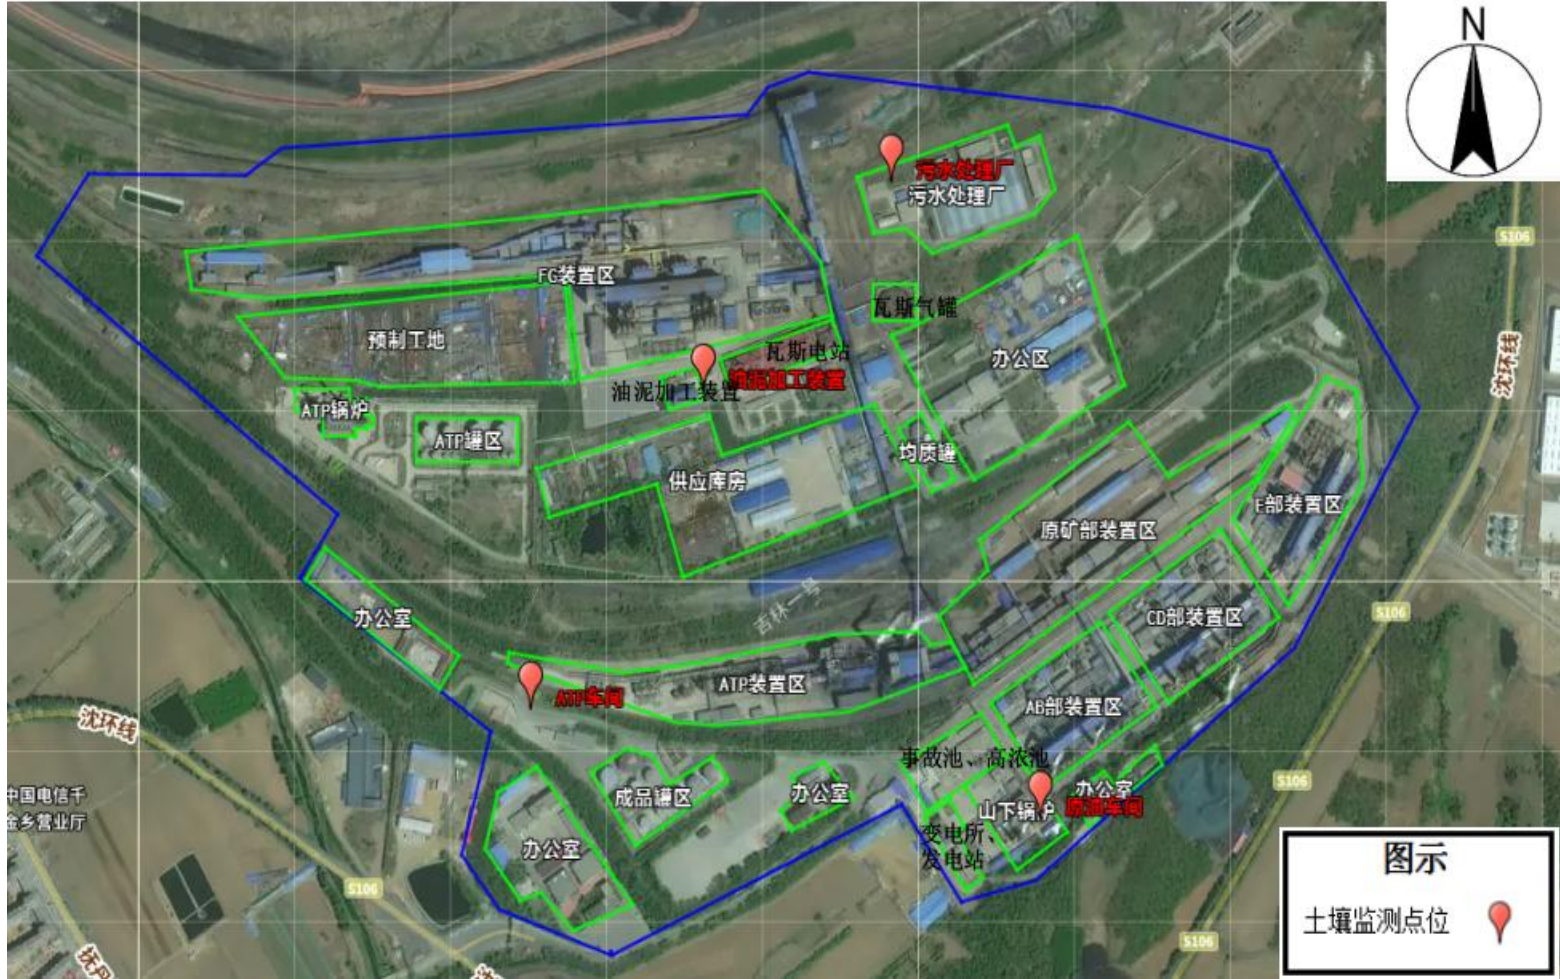 N
污水处理厂
污水处理厂
S106
FG装置区
瓦斯气罐
预制工地
瓦斯电站
办公区
沈环线
油泥加工装置
油泥加工装置
ATP锅炉
ATP罐区
均质罐
供应库房
原矿部装置区
E部装置区
吉林一号
办公室
CD部装置区
S106
ATP装置区
ATP车间
AB部装置区
沈环线
事故池、高浓池
S106
中国电信千
金乡营业厅
成品罐区
办公室
办公室
山下锅炉
原油车间
变电所、
发电站
办公室
S106
图示
土壤监测点位
S106
抚丹
沈